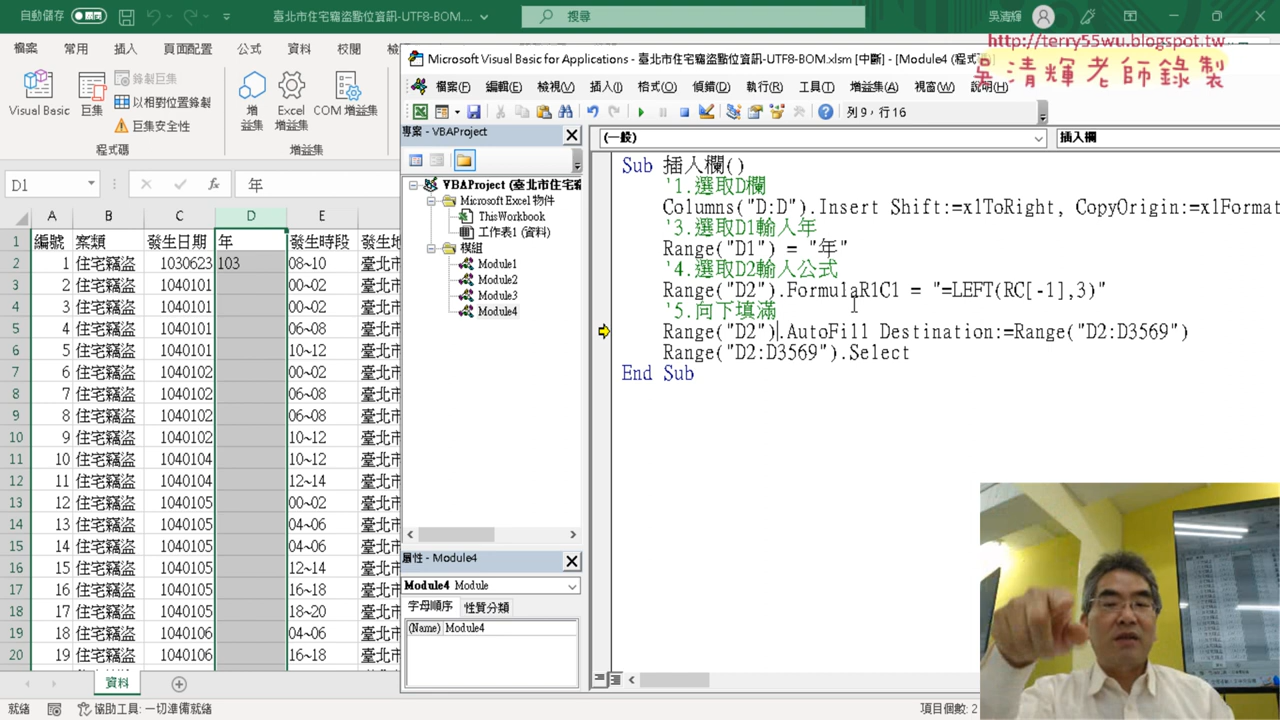 自動儲存
臺北市住宅竊盜點位資訊-UTF8-BOM....
搜尋
吳清輝
http://terry55wu.blogspot.tw
吳清輝老師錄製
檔案 常用 插入 頁面配置 公式 資料 校閱
Visual Basic
巨集
錄製巨集
以相對位置錄製
巨集安全性
程式碼
增益集
Excel 增益集
COM 增益集
增益集
D1
fx
年
A B C D E
1 編號 案類 發生日期 年 發生時段 發生地
2 1 住宅竊盜 1030623 103 08~10 臺北市
3 2 住宅竊盜 1040101 00~02 臺北市
4 3 住宅竊盜 1040101 00~02 臺北市
5 4 住宅竊盜 1040101 06~08 臺北市
6 5 住宅竊盜 1040101 10~12 臺北市
7 6 住宅竊盜 1040101 00~02 臺北市
8 7 住宅竊盜 1040102 06~08 臺北市
9 8 住宅竊盜 1040102 06~08 臺北市
10 9 住宅竊盜 1040102 10~12 臺北市
11 10 住宅竊盜 1040104 10~12 臺北市
12 11 住宅竊盜 1040104 12~14 臺北市
13 12 住宅竊盜 1040105 00~02 臺北市
14 13 住宅竊盜 1040105 04~06 臺北市
15 14 住宅竊盜 1040105 04~06 臺北市
16 15 住宅竊盜 1040105 12~14 臺北市
17 16 住宅竊盜 1040105 16~18 臺北市
18 17 住宅竊盜 1040105 18~20 臺北市
19 18 住宅竊盜 1040106 04~06 臺北市
20 19 住宅竊盜 1040106 16~18 臺北市
資料
就緒
協助工具: 一切準備就緒
項目個數: 2
Microsoft Visual Basic for Applications - 臺北市住宅竊盜點位資訊-UTF8-BOM.xlsm [中斷] - [Module4 (程式
檔案(F) 編輯(E) 檢視(V) 插入(I) 格式(O) 偵錯(D) 執行(R) 工具(T) 增益集(A) 視窗(W) 說明(H)
列 9, 行 16
專案 - VBAProject
VBAProject (臺北市住宅竊
Microsoft Excel 物件
ThisWorkbook
工作表1 (資料)
模組
Module1
Module2
Module3
Module4
屬性 - Module4
Module4 Module
字母順序 性質分類
(Name) Module4
(一般)
插入欄
Sub 插入欄()
'1.選取D欄
Columns("D:D").Insert Shift:=xlToRight, CopyOrigin:=xlFormat
'3.選取D1輸入年
Range("D1") = "年"
'4.選取D2輸入公式
Range("D2").FormulaR1C1 = "=LEFT(RC[-1],3)"
'5.向下填滿
Range("D2").AutoFill Destination:=Range("D2:D3569")
Range("D2:D3569").Select
End Sub